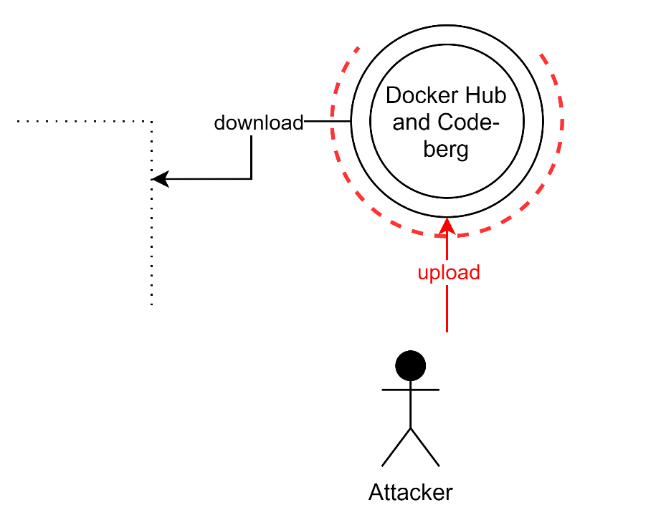 Docker Hub
and Code-
berg
download
upload
Attacker